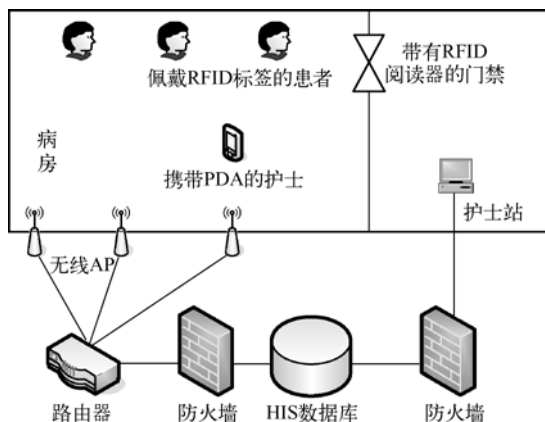 带有RFID
阅读器的门禁
佩戴RFID标签的患者
病
房
携带PDA的护士
护士站
无线AP
路由器
防火墙
HIS数据库
防火墙